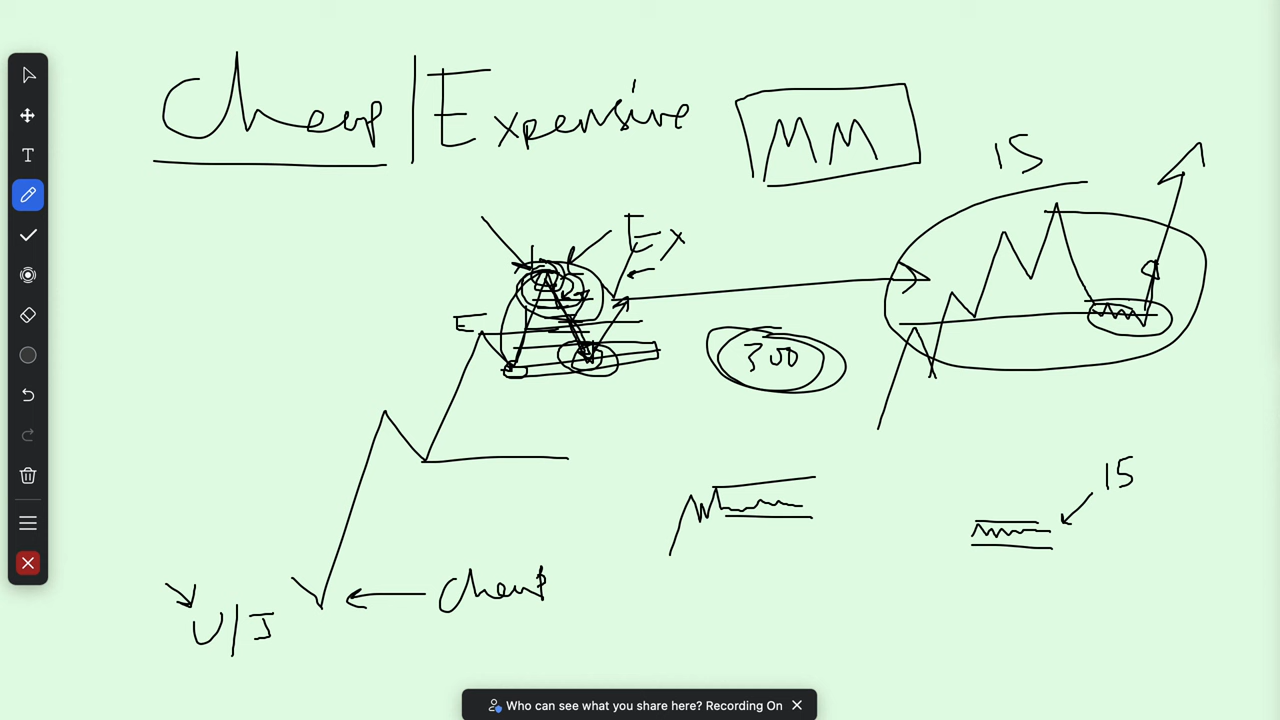 Cheap | Expensive
MM
15
Ex
E
300
15
Cheap
U/J
T
Who can see what you share here? Recording On